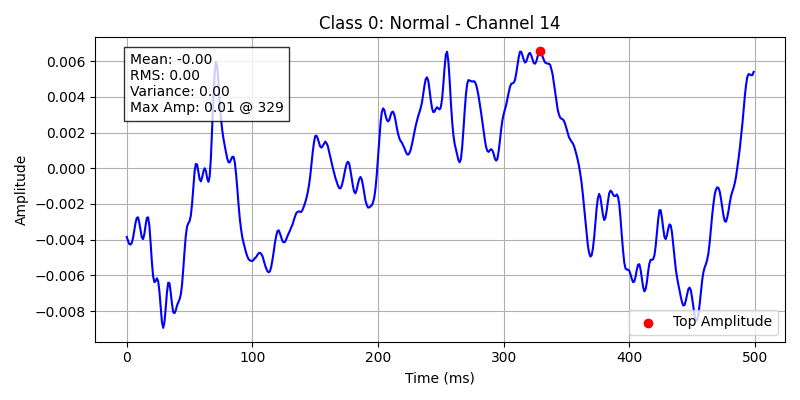 Class 0: Normal - Channel 14
Mean: -0.00
RMS: 0.00
Variance: 0.00
Max Amp: 0.01 @ 329
Amplitude
0.006
0.004
0.002
0.000
−0.002
−0.004
−0.006
−0.008
Top Amplitude
0 100 200 300 400 500
Time (ms)